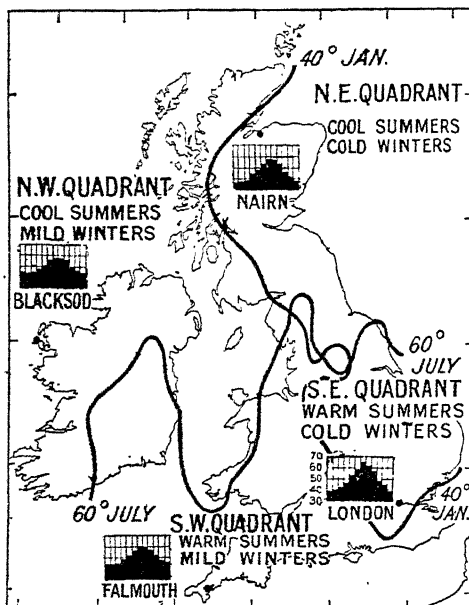 40° JAN.
N.E. QUADRANT
COOL SUMMERS
COLD WINTERS
NAIRN
N.W. QUADRANT
COOL SUMMERS
MILD WINTERS
BLACKSOD
60°
JULY
S.E. QUADRANT
WARM SUMMERS
COLD WINTERS
70
60
50
40
30
LONDON
40°
JAN.
60° JULY
S.W. QUADRANT
WARM SUMMERS
MILD WINTERS
FALMOUTH